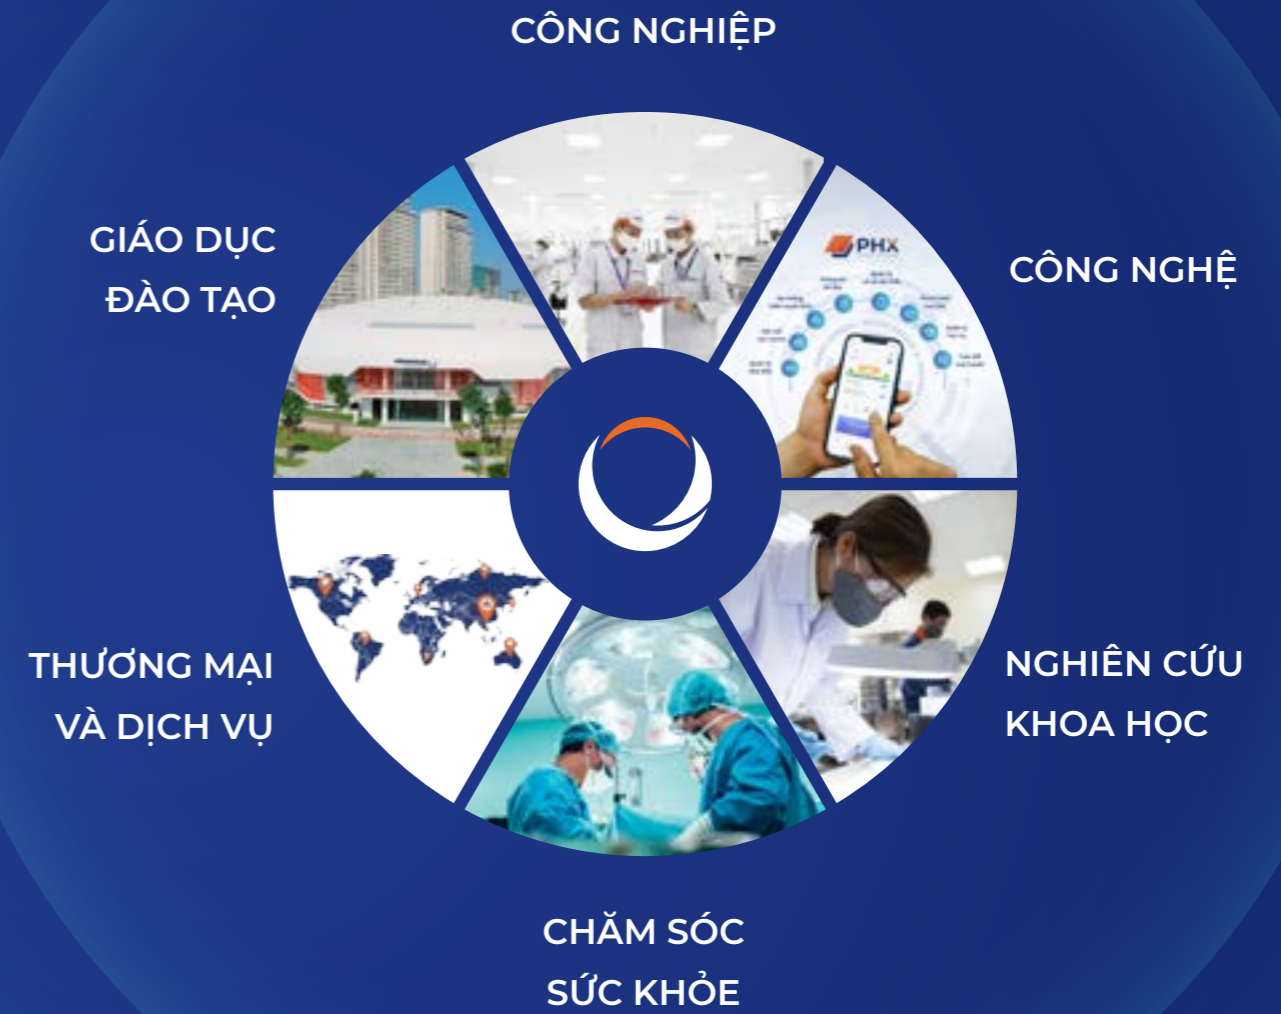 CÔNG NGHIỆP
GIÁO DỤC
ĐÀO TẠO
CÔNG NGHỆ
PHX
THƯƠNG MẠI
VÀ DỊCH VỤ
NGHIÊN CỨU
KHOA HỌC
CHĂM SÓC
SỨC KHỎE